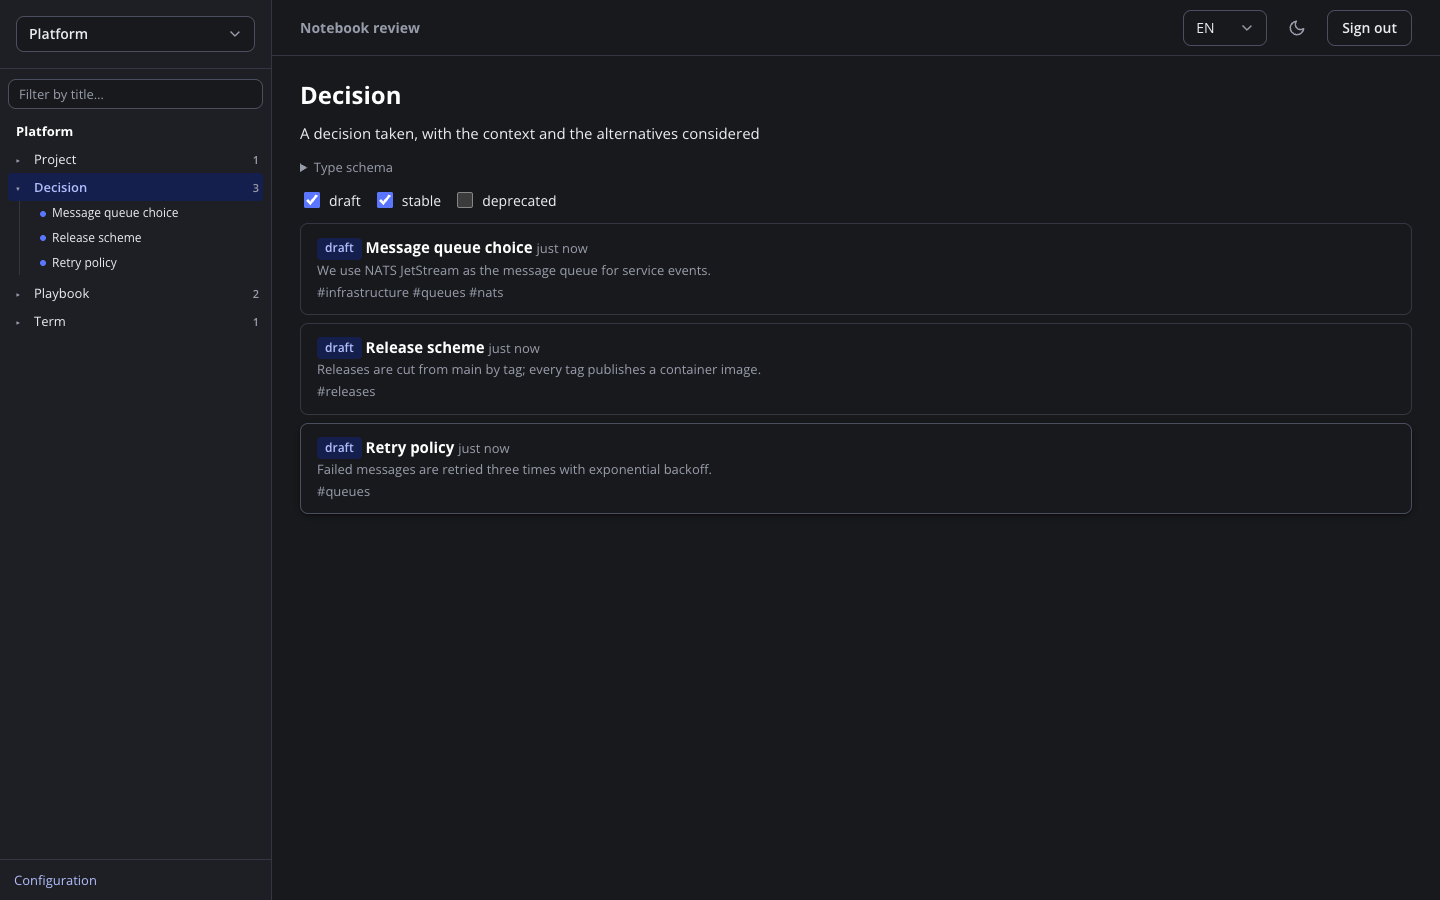 Platform
Filter by title...
Platform
Project 1
Decision 3
Message queue choice
Release scheme
Retry policy
Playbook 2
Term 1
Configuration
Notebook review
EN
Sign out
Decision
A decision taken, with the context and the alternatives considered
Type schema
draft stable deprecated
draft Message queue choice just now
We use NATS JetStream as the message queue for service events.
#infrastructure #queues #nats
draft Release scheme just now
Releases are cut from main by tag; every tag publishes a container image.
#releases
draft Retry policy just now
Failed messages are retried three times with exponential backoff.
#queues